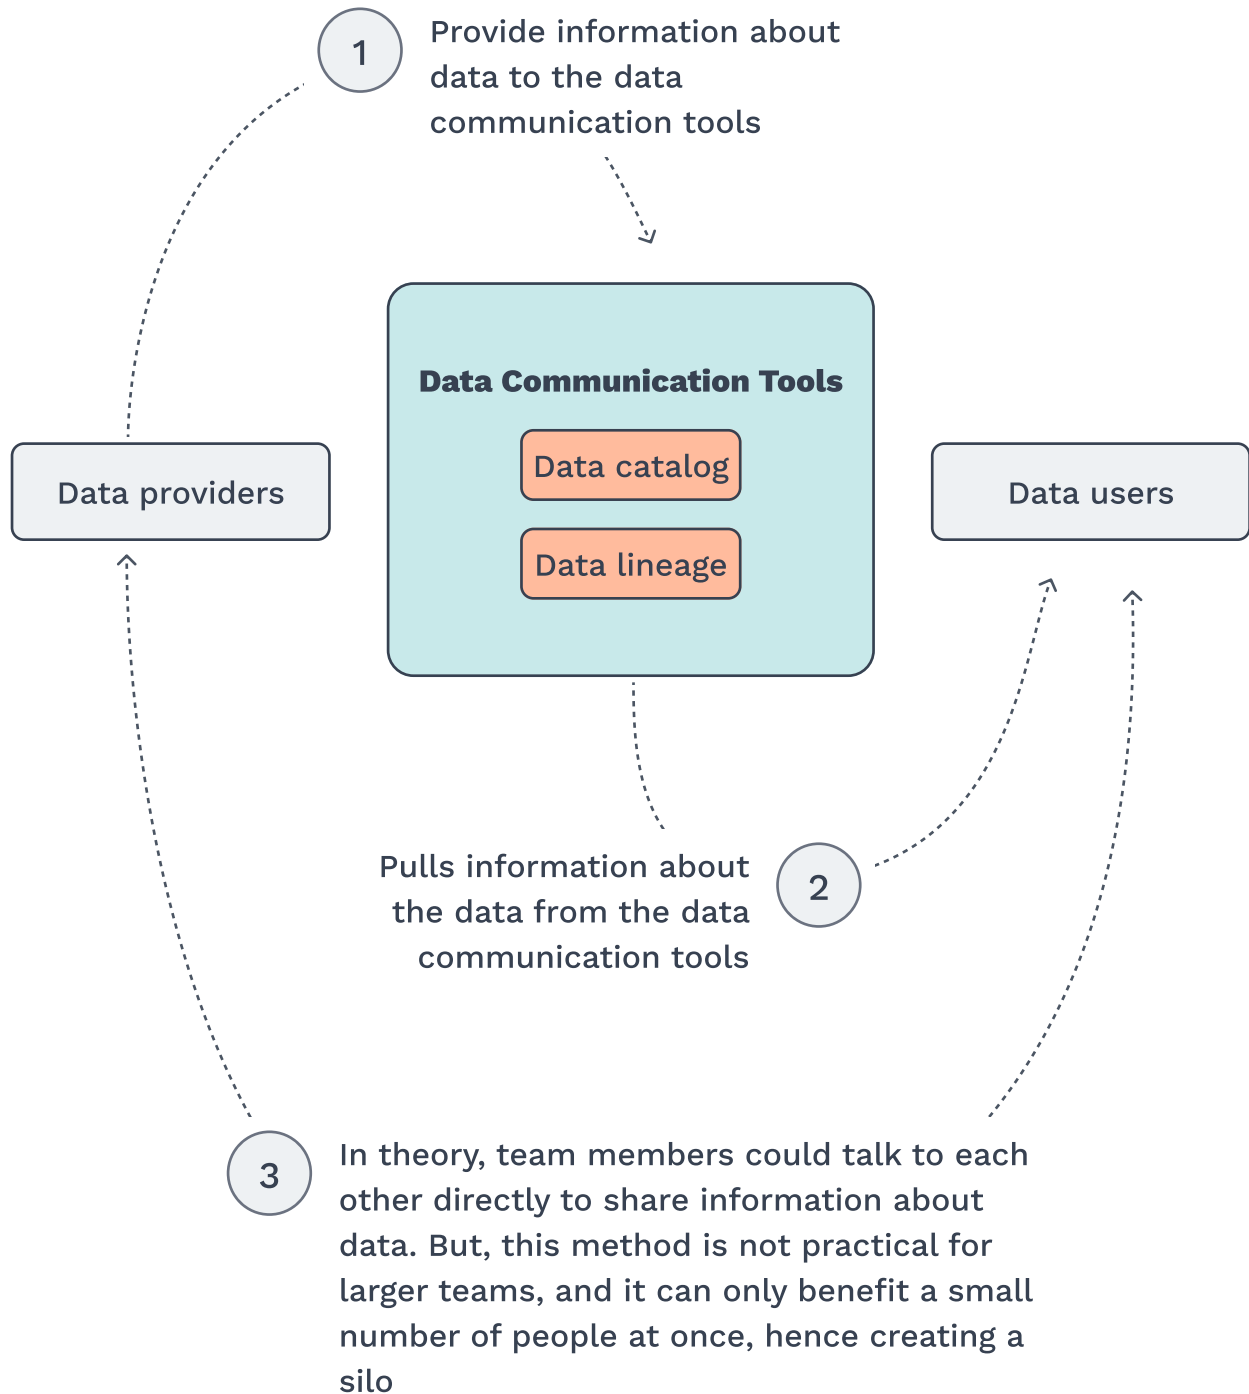 1
Provide information about
data to the data
communication tools
Data Communication Tools
Data catalog
Data lineage
Data providers
Data users
Pulls information about
the data from the data
communication tools
2
3
In theory, team members could talk to each
other directly to share information about
data. But, this method is not practical for
larger teams, and it can only benefit a small
number of people at once, hence creating a
silo